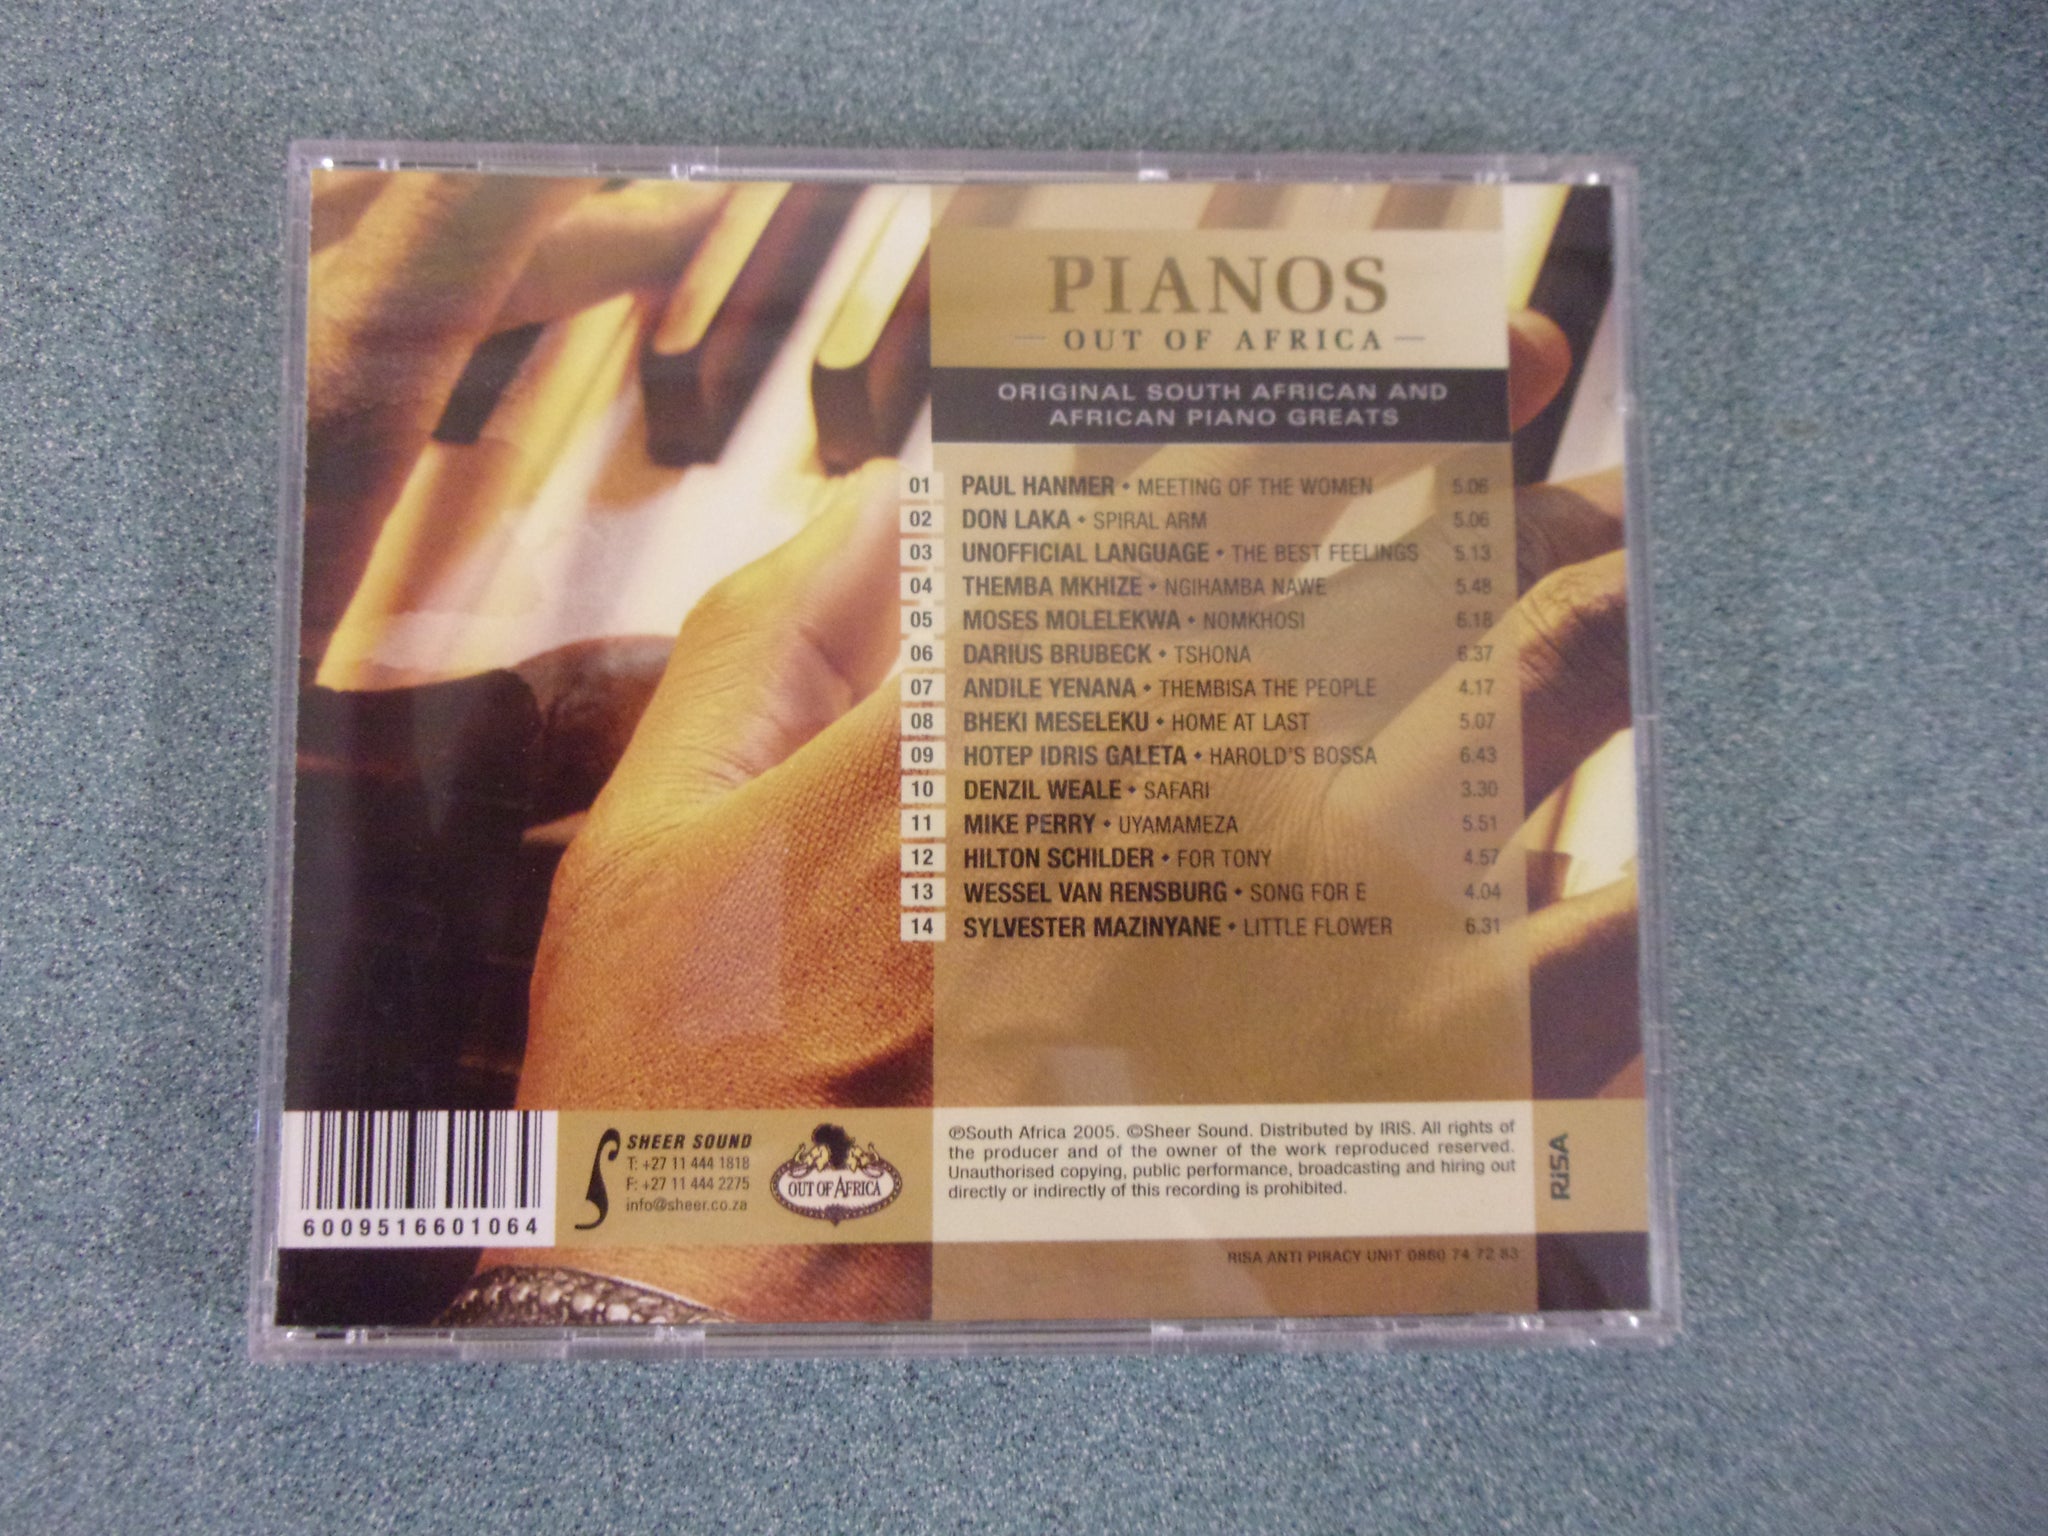 PIANOS
— OUT OF AFRICA —
ORIGINAL SOUTH AFRICAN AND
AFRICAN PIANO GREATS
01 PAUL HANMER • MEETING OF THE WOMEN 5.06
02 DON LAKA • SPIRAL ARM 5.06
03 UNOFFICIAL LANGUAGE • THE BEST FEELINGS 5.13
04 THEMBA MKHIZE • NGIHAMBA NAWE 5.48
05 MOSES MOLELEKWA • NOMKHOSI 6.18
06 DARIUS BRUBECK • TSHONA 6.37
07 ANDILE YENANA • THEMBISA THE PEOPLE 4.17
08 BHEKI MESELEKU • HOME AT LAST 5.07
09 HOTEP IDRIS GALETA • HAROLD'S BOSSA 6.43
10 DENZIL WEALE • SAFARI 3.30
11 MIKE PERRY • UYAMAMEZA 5.51
12 HILTON SCHILDER • FOR TONY 4.57
13 WESSEL VAN RENSBURG • SONG FOR E 4.04
14 SYLVESTER MAZINYANE • LITTLE FLOWER 6.31
6009516601064
SHEER SOUND
T: +27 11 444 1818
F: +27 11 444 2275
info@sheer.co.za
OUT OF AFRICA
℗South Africa 2005. ©Sheer Sound. Distributed by IRIS. All rights of
the producer and of the owner of the work reproduced reserved.
Unauthorised copying, public performance, broadcasting and hiring out
directly or indirectly of this recording is prohibited.
RiSA
RISA ANTI PIRACY UNIT 0860 74 72 83